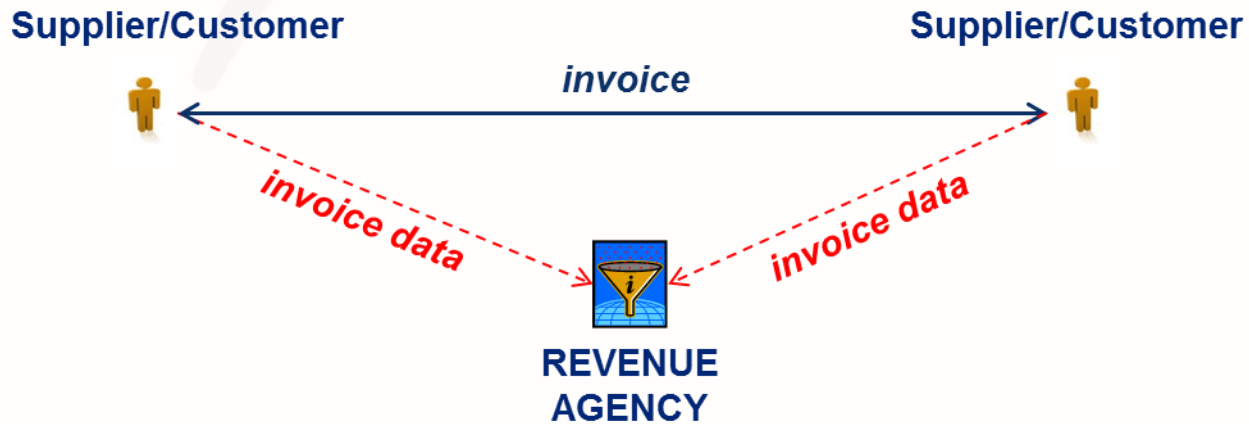 Supplier/Customer
Supplier/Customer
invoice
invoice data
invoice data
i
REVENUE
AGENCY